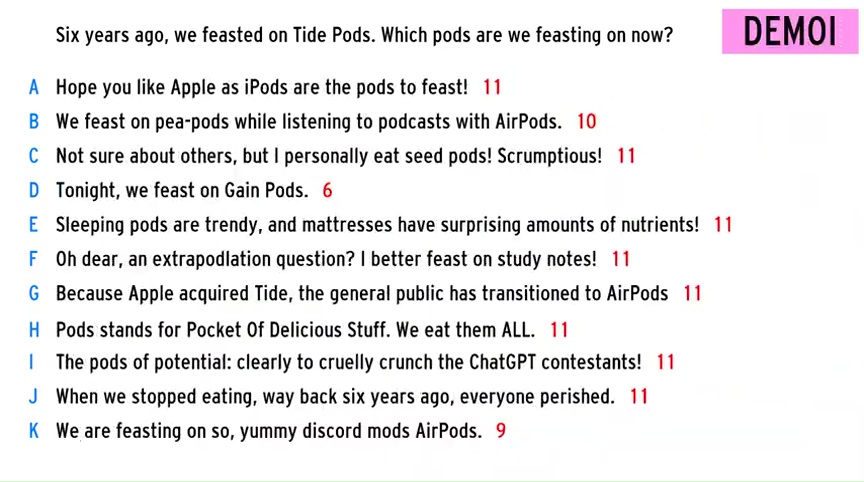 Six years ago, we feasted on Tide Pods. Which pods are we feasting on now?
DEMOI
A Hope you like Apple as iPods are the pods to feast! 11
B We feast on pea-pods while listening to podcasts with AirPods. 10
C Not sure about others, but I personally eat seed pods! Scrumptious! 11
D Tonight, we feast on Gain Pods. 6
E Sleeping pods are trendy, and mattresses have surprising amounts of nutrients! 11
F Oh dear, an extrapodlation question? I better feast on study notes! 11
G Because Apple acquired Tide, the general public has transitioned to AirPods 11
H Pods stands for Pocket Of Delicious Stuff. We eat them ALL. 11
I The pods of potential: clearly to cruelly crunch the ChatGPT contestants! 11
J When we stopped eating, way back six years ago, everyone perished. 11
K We are feasting on so, yummy discord mods AirPods. 9